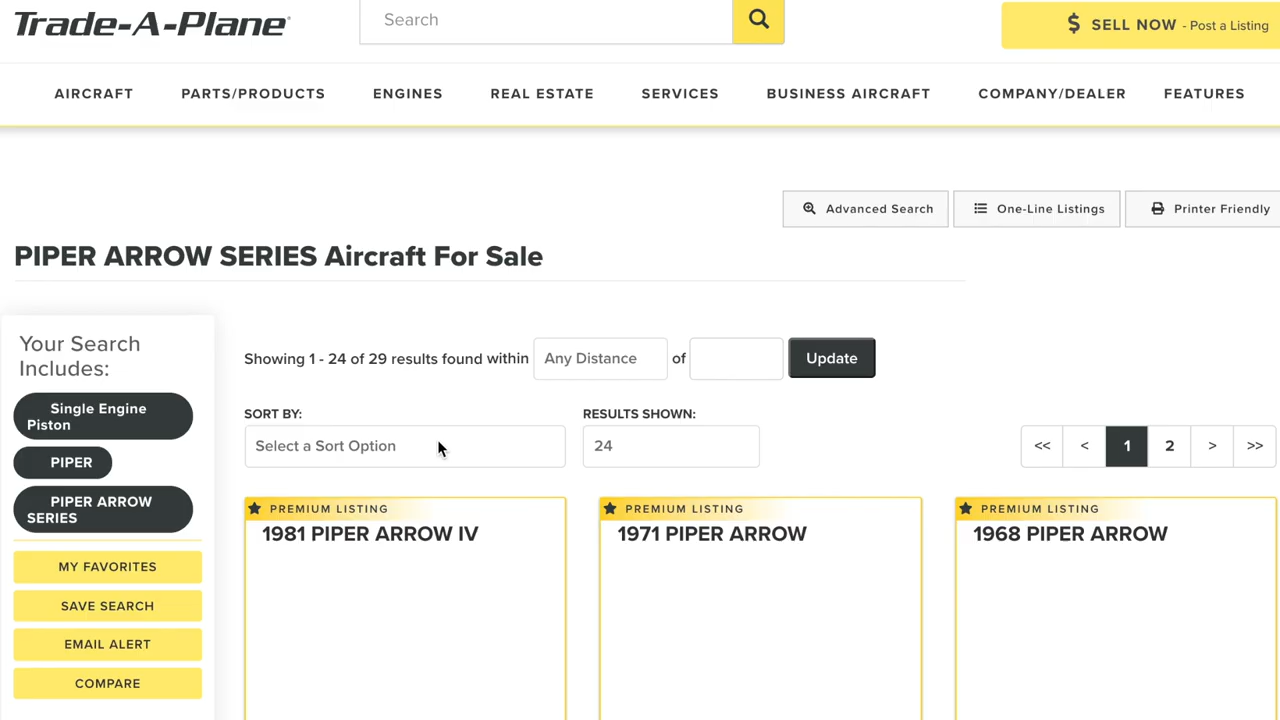 Trade-A-Plane
Search
$ SELL NOW - Post a Listing
AIRCRAFT PARTS/PRODUCTS ENGINES REAL ESTATE SERVICES BUSINESS AIRCRAFT COMPANY/DEALER FEATURES
Advanced Search One-Line Listings Printer Friendly
PIPER ARROW SERIES Aircraft For Sale
Your Search
Includes:
Single Engine
Piston
PIPER
PIPER ARROW
SERIES
MY FAVORITES
SAVE SEARCH
EMAIL ALERT
COMPARE
Showing 1 - 24 of 29 results found within Any Distance of Update
SORT BY: RESULTS SHOWN:
Select a Sort Option 24 << < 1 2 > >>
PREMIUM LISTING PREMIUM LISTING PREMIUM LISTING
1981 PIPER ARROW IV 1971 PIPER ARROW 1968 PIPER ARROW